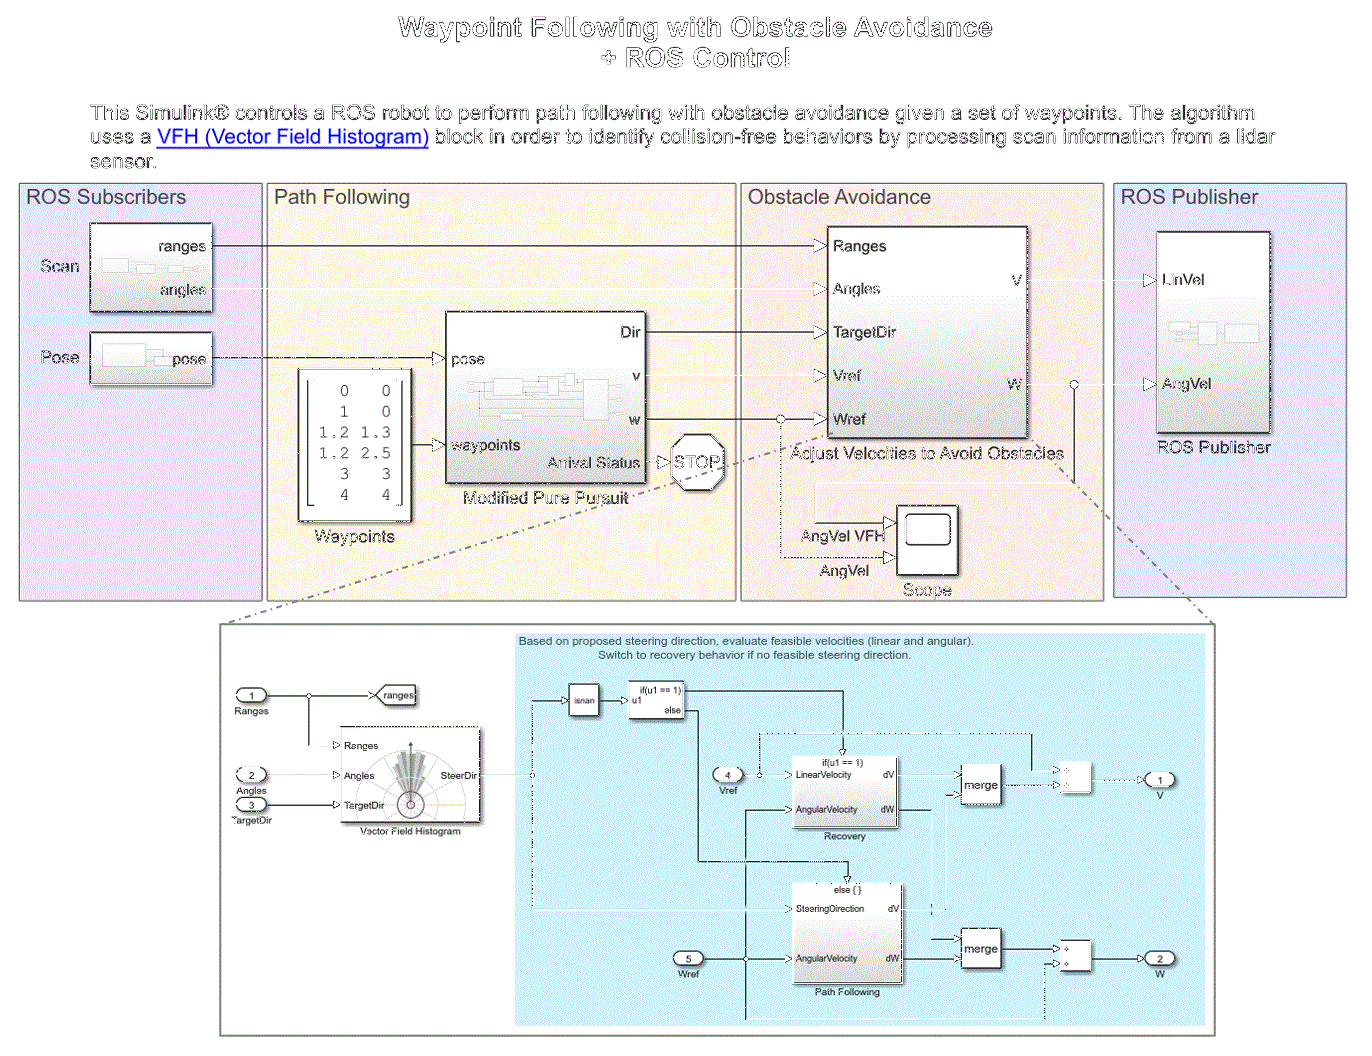 Waypoint Following with Obstacle Avoidance
+ ROS Control
This Simulink® controls a ROS robot to perform path following with obstacle avoidance given a set of waypoints. The algorithm
uses a VFH (Vector Field Histogram) block in order to identify collision-free behaviors by processing scan information from a lidar
sensor.
ROS Subscribers
Path Following
Obstacle Avoidance
ROS Publisher
Scan
ranges
angles
Pose
pose
0 0
1 0
1.2 1.3
1.2 2.5
3 3
4 4
Waypoints
pose
waypoints
Dir
v
w
Arrival Status
Modified Pure Pursuit
STOP
Ranges
Angles
TargetDir
Vref
Wref
V
W
Adjust Velocities to Avoid Obstacles
AngVel VFH
AngVel
Scope
LinVel
AngVel
ROS Publisher
Based on proposed steering direction, evaluate feasible velocities (linear and angular).
Switch to recovery behavior if no feasible steering direction.
1
Ranges
ranges
2
Angles
3
TargetDir
Ranges
Angles
TargetDir
SteerDir
Vector Field Histogram
isnan
u1
if(u1 == 1)
else
4
Vref
if(u1 == 1)
LinearVelocity
dV
AngularVelocity
dW
Recovery
merge
1
V
else { }
SteeringDirection
dV
AngularVelocity
dW
Path Following
5
Wref
merge
2
W